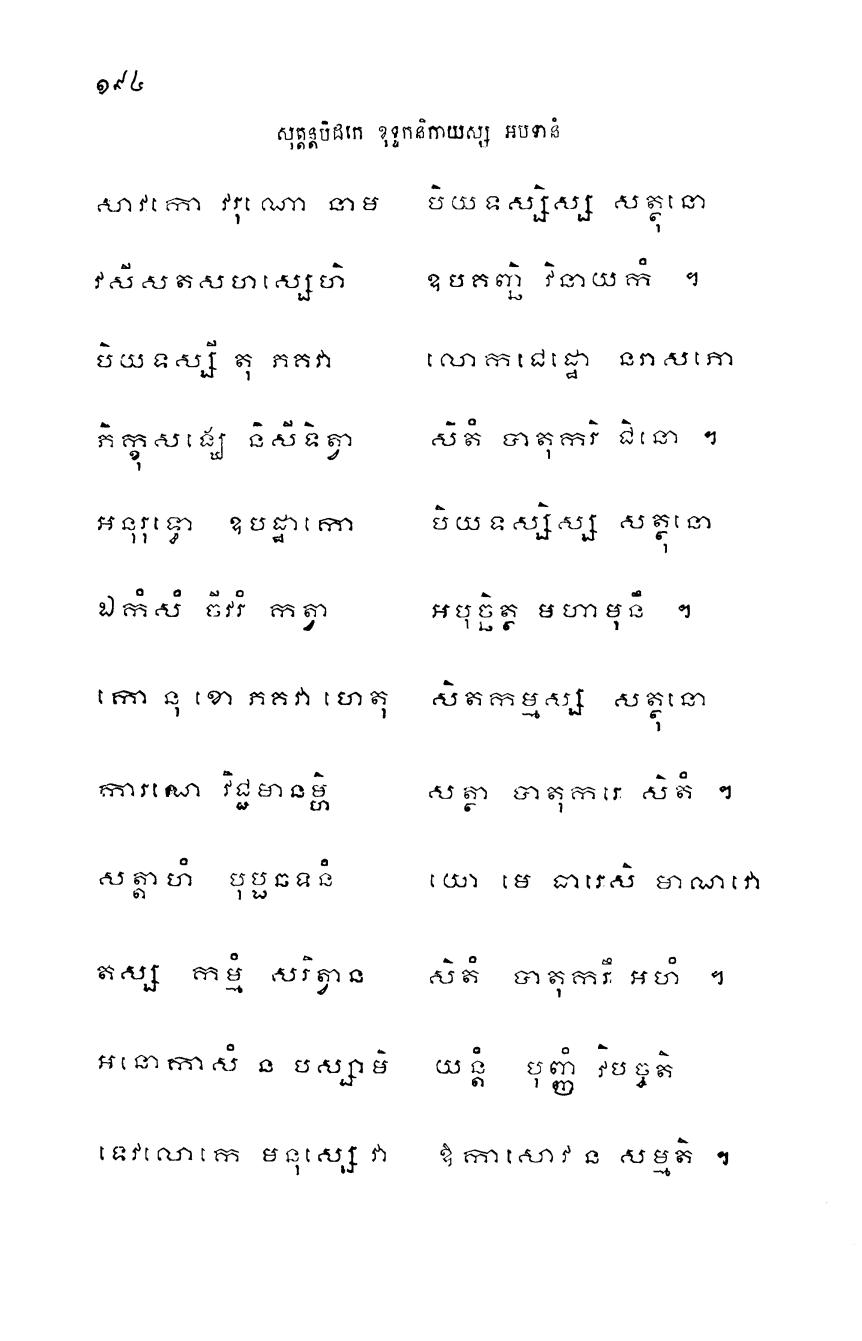 ១៩៤
សុត្តន្តបិដកេ ខុទ្ទកនិកាយស្ស អបទានំ
សាវកោ វរុណោ នាម បិយទស្សិស្ស សត្ថុនោ
វសីសតសហស្សេហិ ឧបគញ្ឆិ វិនាយកំ ។
បិយទស្សី តុ ភគវា លោកជេដ្ឋោ នរាសភោ
ភិក្ខុសង្ឃេ និសីទិត្វា សិតំ បាតុករិ ជិនោ ។
អនុរុទ្ធោ ឧបដ្ឋាកោ បិយទស្សិស្ស សត្ថុនោ
ឯកំសំ ចីវរំ កត្វា អបុច្ឆិត្ថ មហាមុនឹ ។
កោ នុ ខោ ភគវា ហេតុ សិតកម្មស្ស សត្ថុនោ
ការណេ វិជ្ជមានម្ហិ សត្ថា បាតុករេ សិតំ ។
សត្តាហំ បុប្ផឆទនំ យោ មេ ធារេសិ មាណវោ
តស្ស កម្មំ សរិត្វាន សិតំ បាតុករឹ អហំ ។
អនោកាសំ ន បស្សាមិ យន្តំ បុញ្ញំ វិបច្ចតិ
ទេវលោកេ មនុស្សេ វា ឱកាសោវ ន សម្មតិ ។